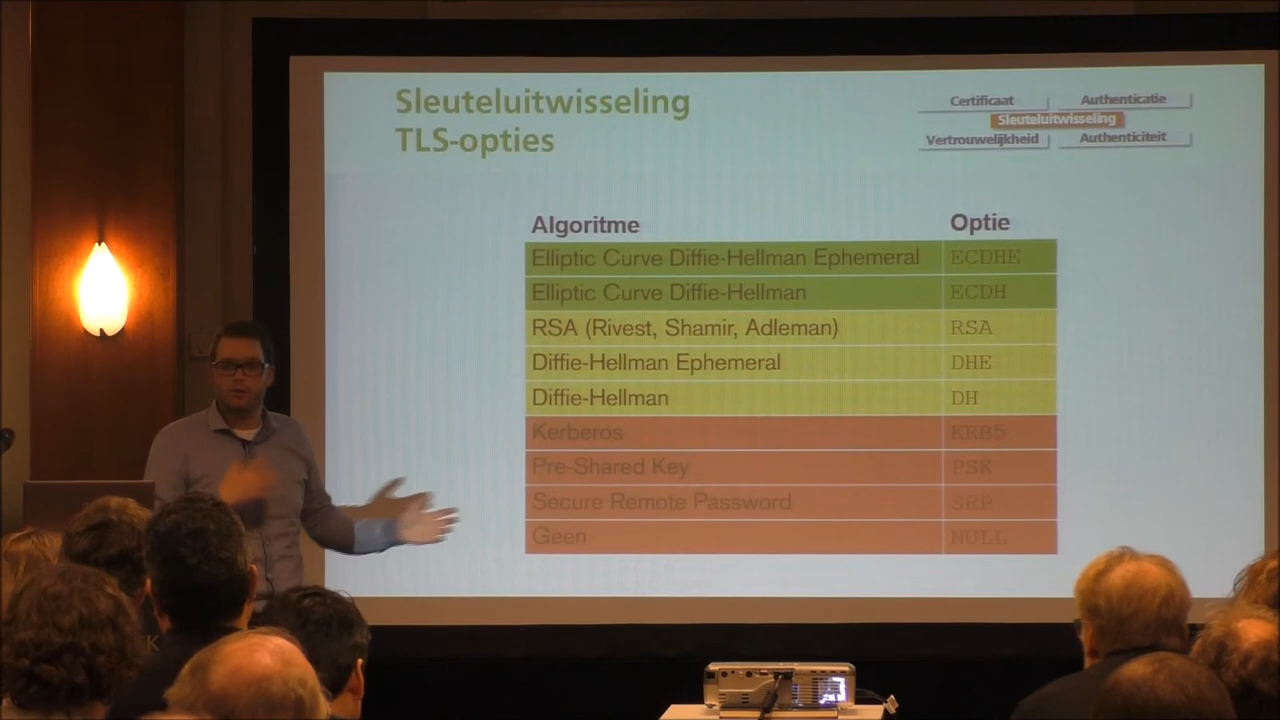 Sleuteluitwisseling
TLS-opties
Certificaat Authenticatie
Sleuteluitwisseling
Vertrouwelijkheid Authenticiteit
Algoritme Optie
Elliptic Curve Diffie-Hellman Ephemeral ECDHE
Elliptic Curve Diffie-Hellman ECDH
RSA (Rivest, Shamir, Adleman) RSA
Diffie-Hellman Ephemeral DHE
Diffie-Hellman DH
Kerberos KRB5
Pre-Shared Key PSK
Secure Remote Password SRP
Geen NULL